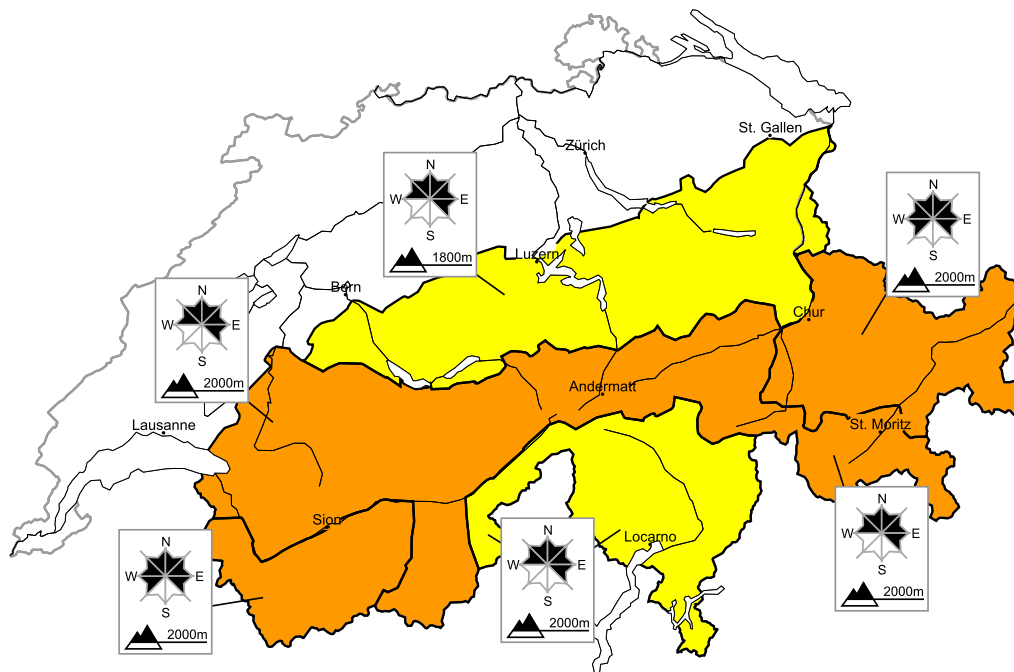 St. Gallen
Zürich
N
W E
S
1800m
N
W E
S
2000m
Luzern
Bern
N
W E
S
2000m
Chur
Andermatt
Lausanne
St. Moritz
N
W E
S
2000m
Sion
N
W E
S
2000m
Locarno
N
W E
S
2000m